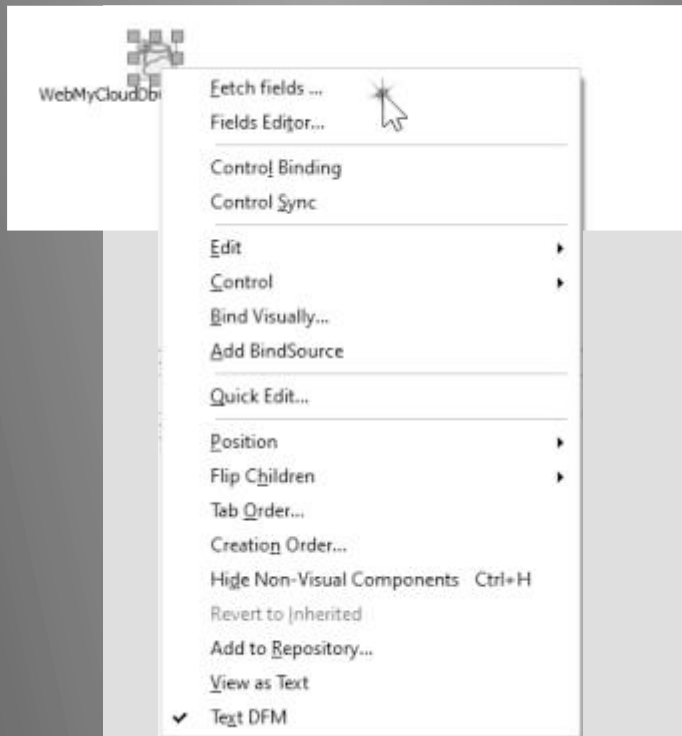 WebMyCloudDb
Fetch fields ...
Fields Editor...
Control Binding
Control Sync
Edit
Control
Bind Visually...
Add BindSource
Quick Edit...
Position
Flip Children
Tab Order...
Creation Order...
Hide Non-Visual Components Ctrl+H
Revert to Inherited
Add to Repository...
View as Text
Text DFM